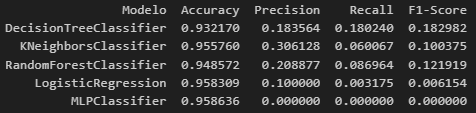 Modelo Accuracy Precision Recall F1-Score
DecisionTreeClassifier 0.932170 0.183564 0.180240 0.182982
KNeighborsClassifier 0.955760 0.306128 0.060067 0.100375
RandomForestClassifier 0.948572 0.208877 0.086964 0.121919
LogisticRegression 0.958309 0.100000 0.003175 0.006154
MLPClassifier 0.958636 0.000000 0.000000 0.000000